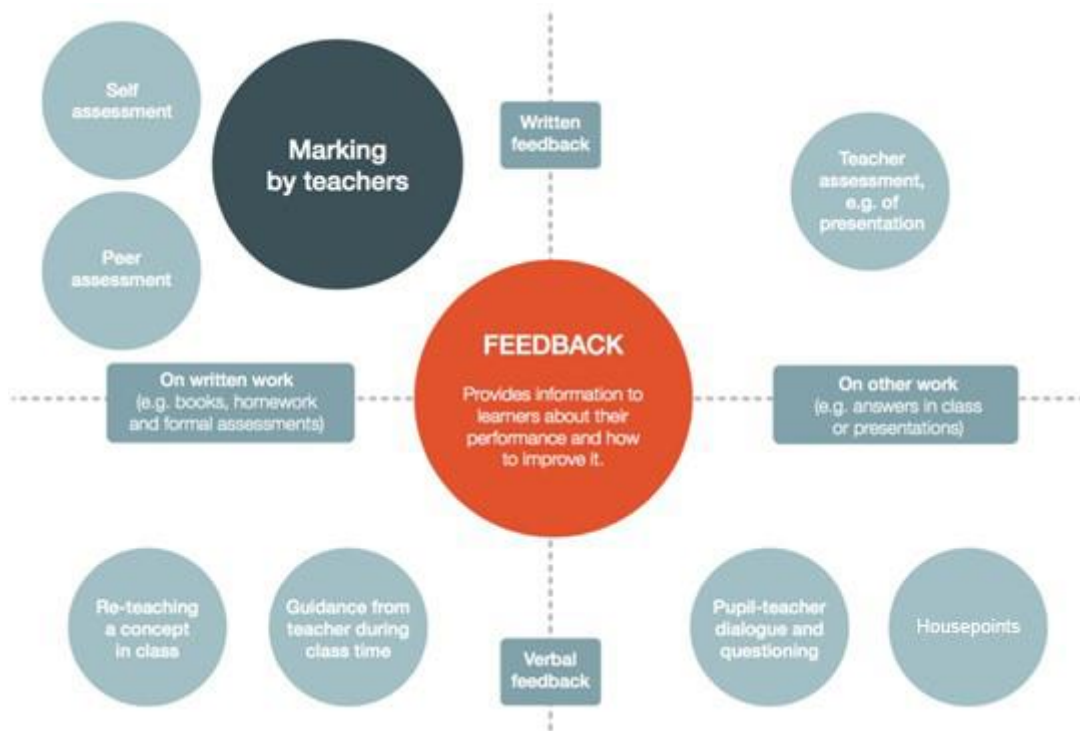 Self
assessment
Marking
by teachers
Written
feedback
Teacher
assessment,
e.g. of
presentation
Peer
assessment
FEEDBACK
Provides information to
learners about their
performance and how
to improve it.
On written work
(e.g. books, homework
and formal assessments)
On other work
(e.g. answers in class
or presentations)
Re-teaching
a concept
in class
Guidance from
teacher during
class time
Verbal
feedback
Pupil-teacher
dialogue and
questioning
Housepoints